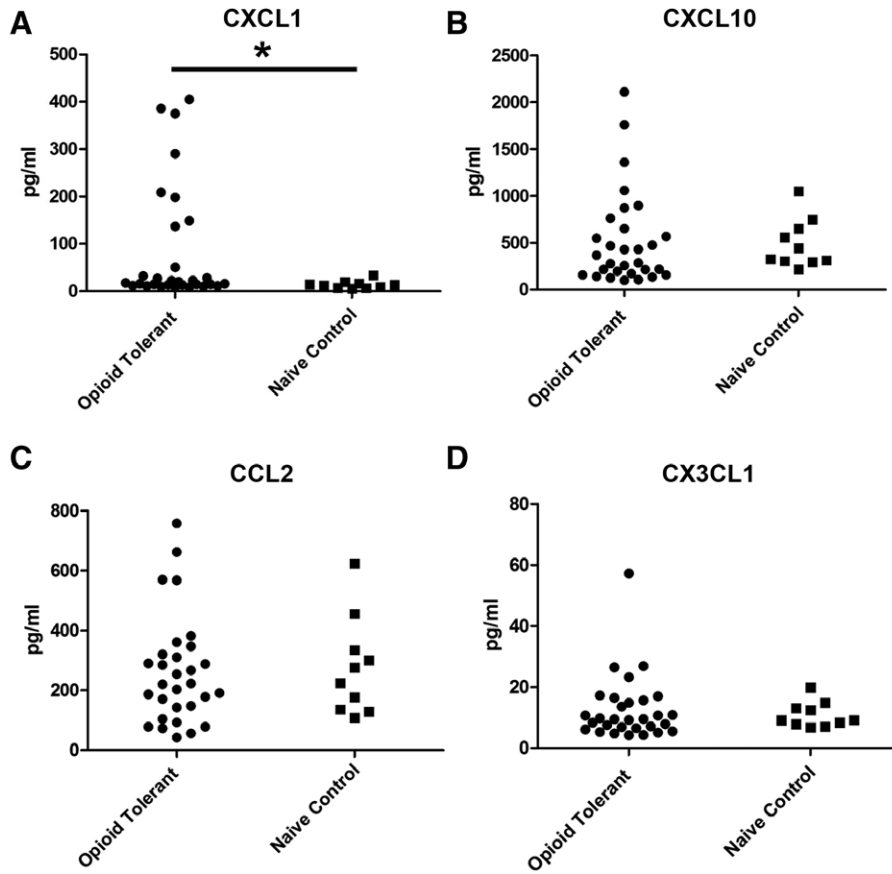 A
CXCL1
*
500
400
300
200
100
0
pg/ml
Opioid Tolerant
Naive Control
B
CXCL10
2500
2000
1500
1000
500
0
pg/ml
Opioid Tolerant
Naive Control
C
CCL2
800
600
400
200
0
pg/ml
Opioid Tolerant
Naive Control
D
CX3CL1
80
60
40
20
0
pg/ml
Opioid Tolerant
Naive Control